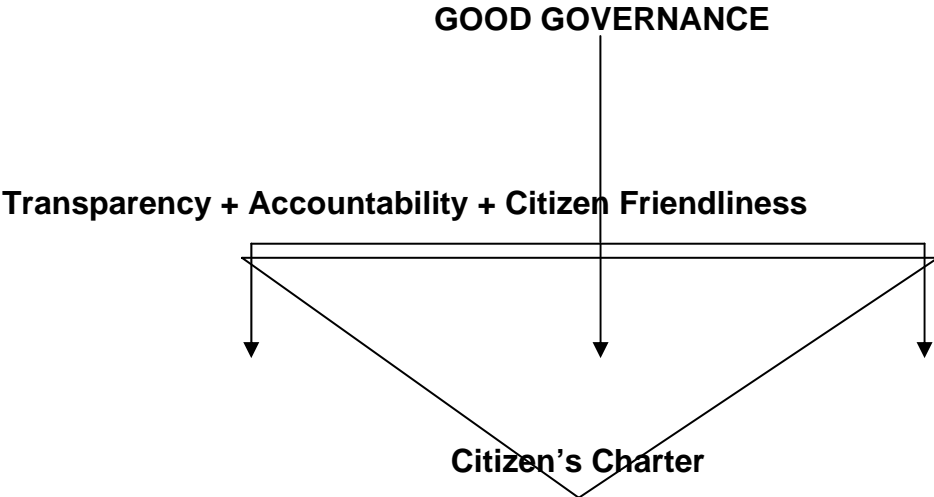 GOOD GOVERNANCE
Transparency + Accountability + Citizen Friendliness
Citizen’s Charter